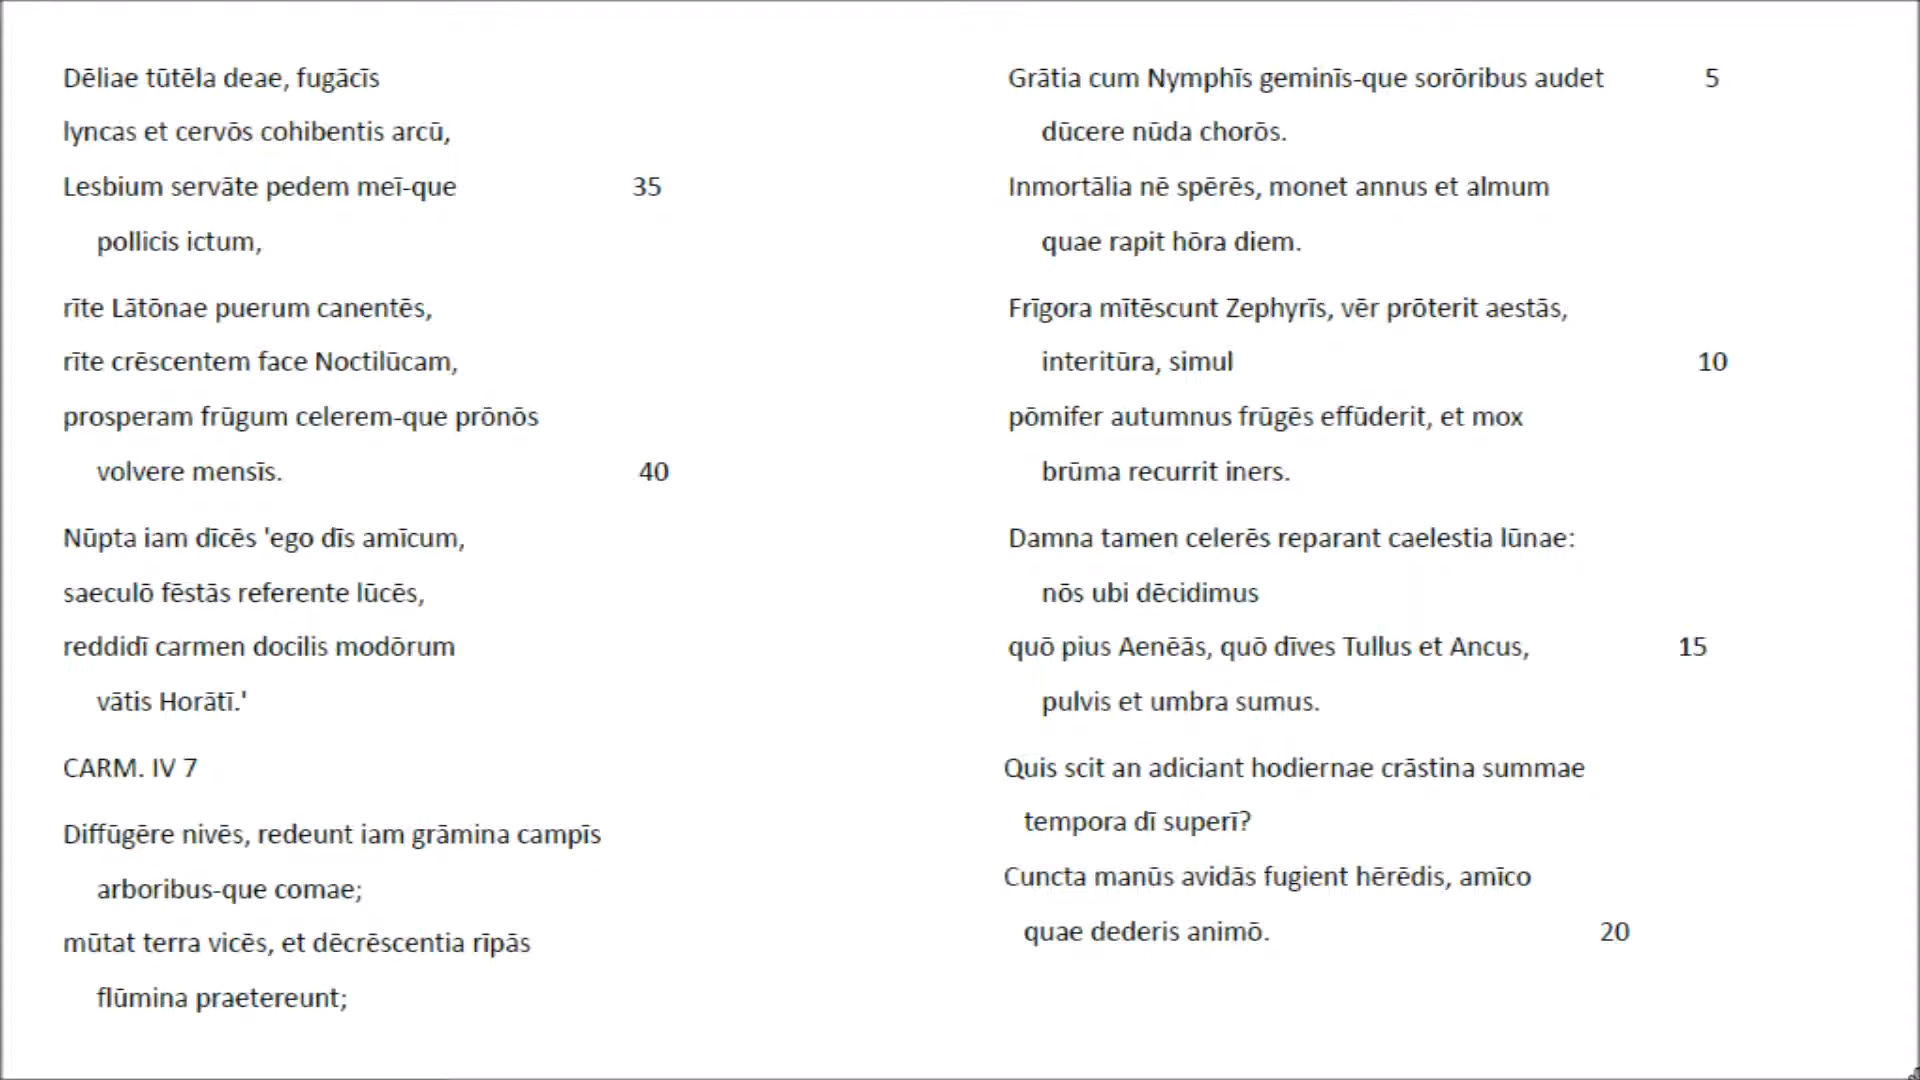 Dēliae tūtēla deae, fugācīs
lyncas et cervōs cohibentis arcū,
Lesbium servāte pedem meī-que 35
pollicis ictum,
rīte Lātōnae puerum canentēs,
rīte crēscentem face Noctilūcam,
prosperam frūgum celerem-que prōnōs
volvere mensīs. 40
Nūpta iam dīcēs 'ego dīs amīcum,
saeculō fēstās referente lūcēs,
reddidī carmen docilis modōrum
vātis Horātī.'
CARM. IV 7
Diffūgēre nivēs, redeunt iam grāmina campīs
arboribus-que comae;
mūtat terra vicēs, et dēcrēscentia rīpās
flūmina praetereunt;
Grātia cum Nymphīs geminīs-que sorōribus audet 5
dūcere nūda chorōs.
Inmortālia nē spērēs, monet annus et almum
quae rapit hōra diem.
Frīgora mītēscunt Zephyrīs, vēr prōterit aestās,
interitūra, simul 10
pōmifer autumnus frūgēs effūderit, et mox
brūma recurrit iners.
Damna tamen celerēs reparant caelestia lūnae:
nōs ubi dēcidimus
quō pius Aenēās, quō dīves Tullus et Ancus, 15
pulvis et umbra sumus.
Quis scit an adiciant hodiernae crāstina summae
tempora dī superī?
Cuncta manūs avidās fugient hērēdis, amīco
quae dederis animō. 20